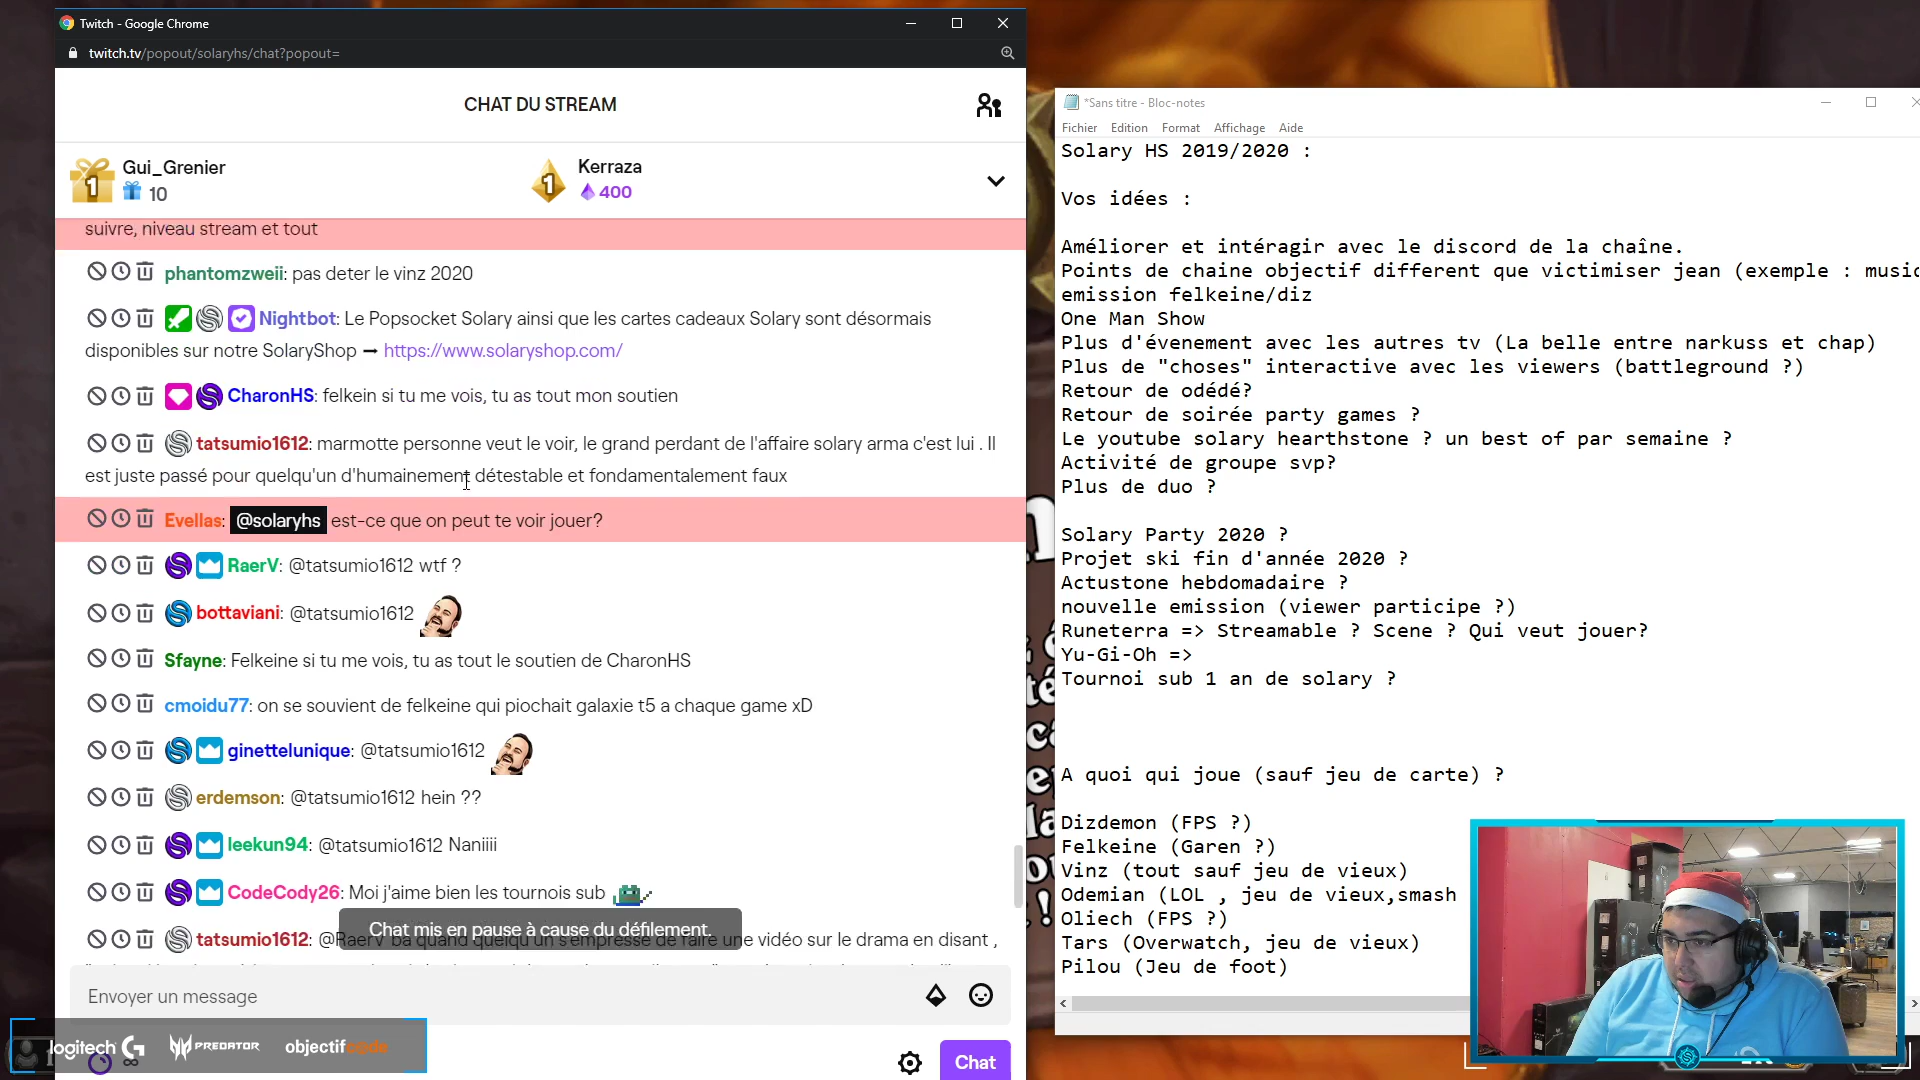 Twitch - Google Chrome
twitch.tv/popout/solaryhs/chat?popout=
CHAT DU STREAM
1 Gui_Grenier
10
1 Kerraza
400
suivre, niveau stream et tout
phantomzweii: pas deter le vinz 2020
Nightbot: Le Popsocket Solary ainsi que les cartes cadeaux Solary sont désormais
disponibles sur notre SolaryShop ➞ https://www.solaryshop.com/
CharonHS: felkein si tu me vois, tu as tout mon soutien
tatsumio1612: marmotte personne veut le voir, le grand perdant de l'affaire solary arma c'est lui . Il
est juste passé pour quelqu'un d'humainement détestable et fondamentalement faux
Evellas: @solaryhs est-ce que on peut te voir jouer?
RaerV: @tatsumio1612 wtf ?
bottaviani: @tatsumio1612
Sfayne: Felkeine si tu me vois, tu as tout le soutien de CharonHS
cmoidu77: on se souvient de felkeine qui piochait galaxie t5 a chaque game xD
ginettelunique: @tatsumio1612
erdemson: @tatsumio1612 hein ??
leekun94: @tatsumio1612 Naniiii
CodeCody26: Moi j'aime bien les tournois sub
Chat mis en pause à cause du défilement.
tatsumio1612: @RaerV ba quand quelqu'un s'empresse de faire une vidéo sur le drama en disant ,
Envoyer un message
Chat
logitech G PREDATOR objectifcode
*Sans titre - Bloc-notes
Fichier Edition Format Affichage Aide
Solary HS 2019/2020 :
Vos idées :
Améliorer et intéragir avec le discord de la chaîne.
Points de chaine objectif different que victimiser jean (exemple : music
emission felkeine/diz
One Man Show
Plus d'évenement avec les autres tv (La belle entre narkuss et chap)
Plus de "choses" interactive avec les viewers (battleground ?)
Retour de odédé?
Retour de soirée party games ?
Le youtube solary hearthstone ? un best of par semaine ?
Activité de groupe svp?
Plus de duo ?
Solary Party 2020 ?
Projet ski fin d'année 2020 ?
Actustone hebdomadaire ?
nouvelle emission (viewer participe ?)
Runeterra => Streamable ? Scene ? Qui veut jouer?
Yu-Gi-Oh =>
Tournoi sub 1 an de solary ?
A quoi qui joue (sauf jeu de carte) ?
Dizdemon (FPS ?)
Felkeine (Garen ?)
Vinz (tout sauf jeu de vieux)
Odemian (LOL , jeu de vieux,smash
Oliech (FPS ?)
Tars (Overwatch, jeu de vieux)
Pilou (Jeu de foot)